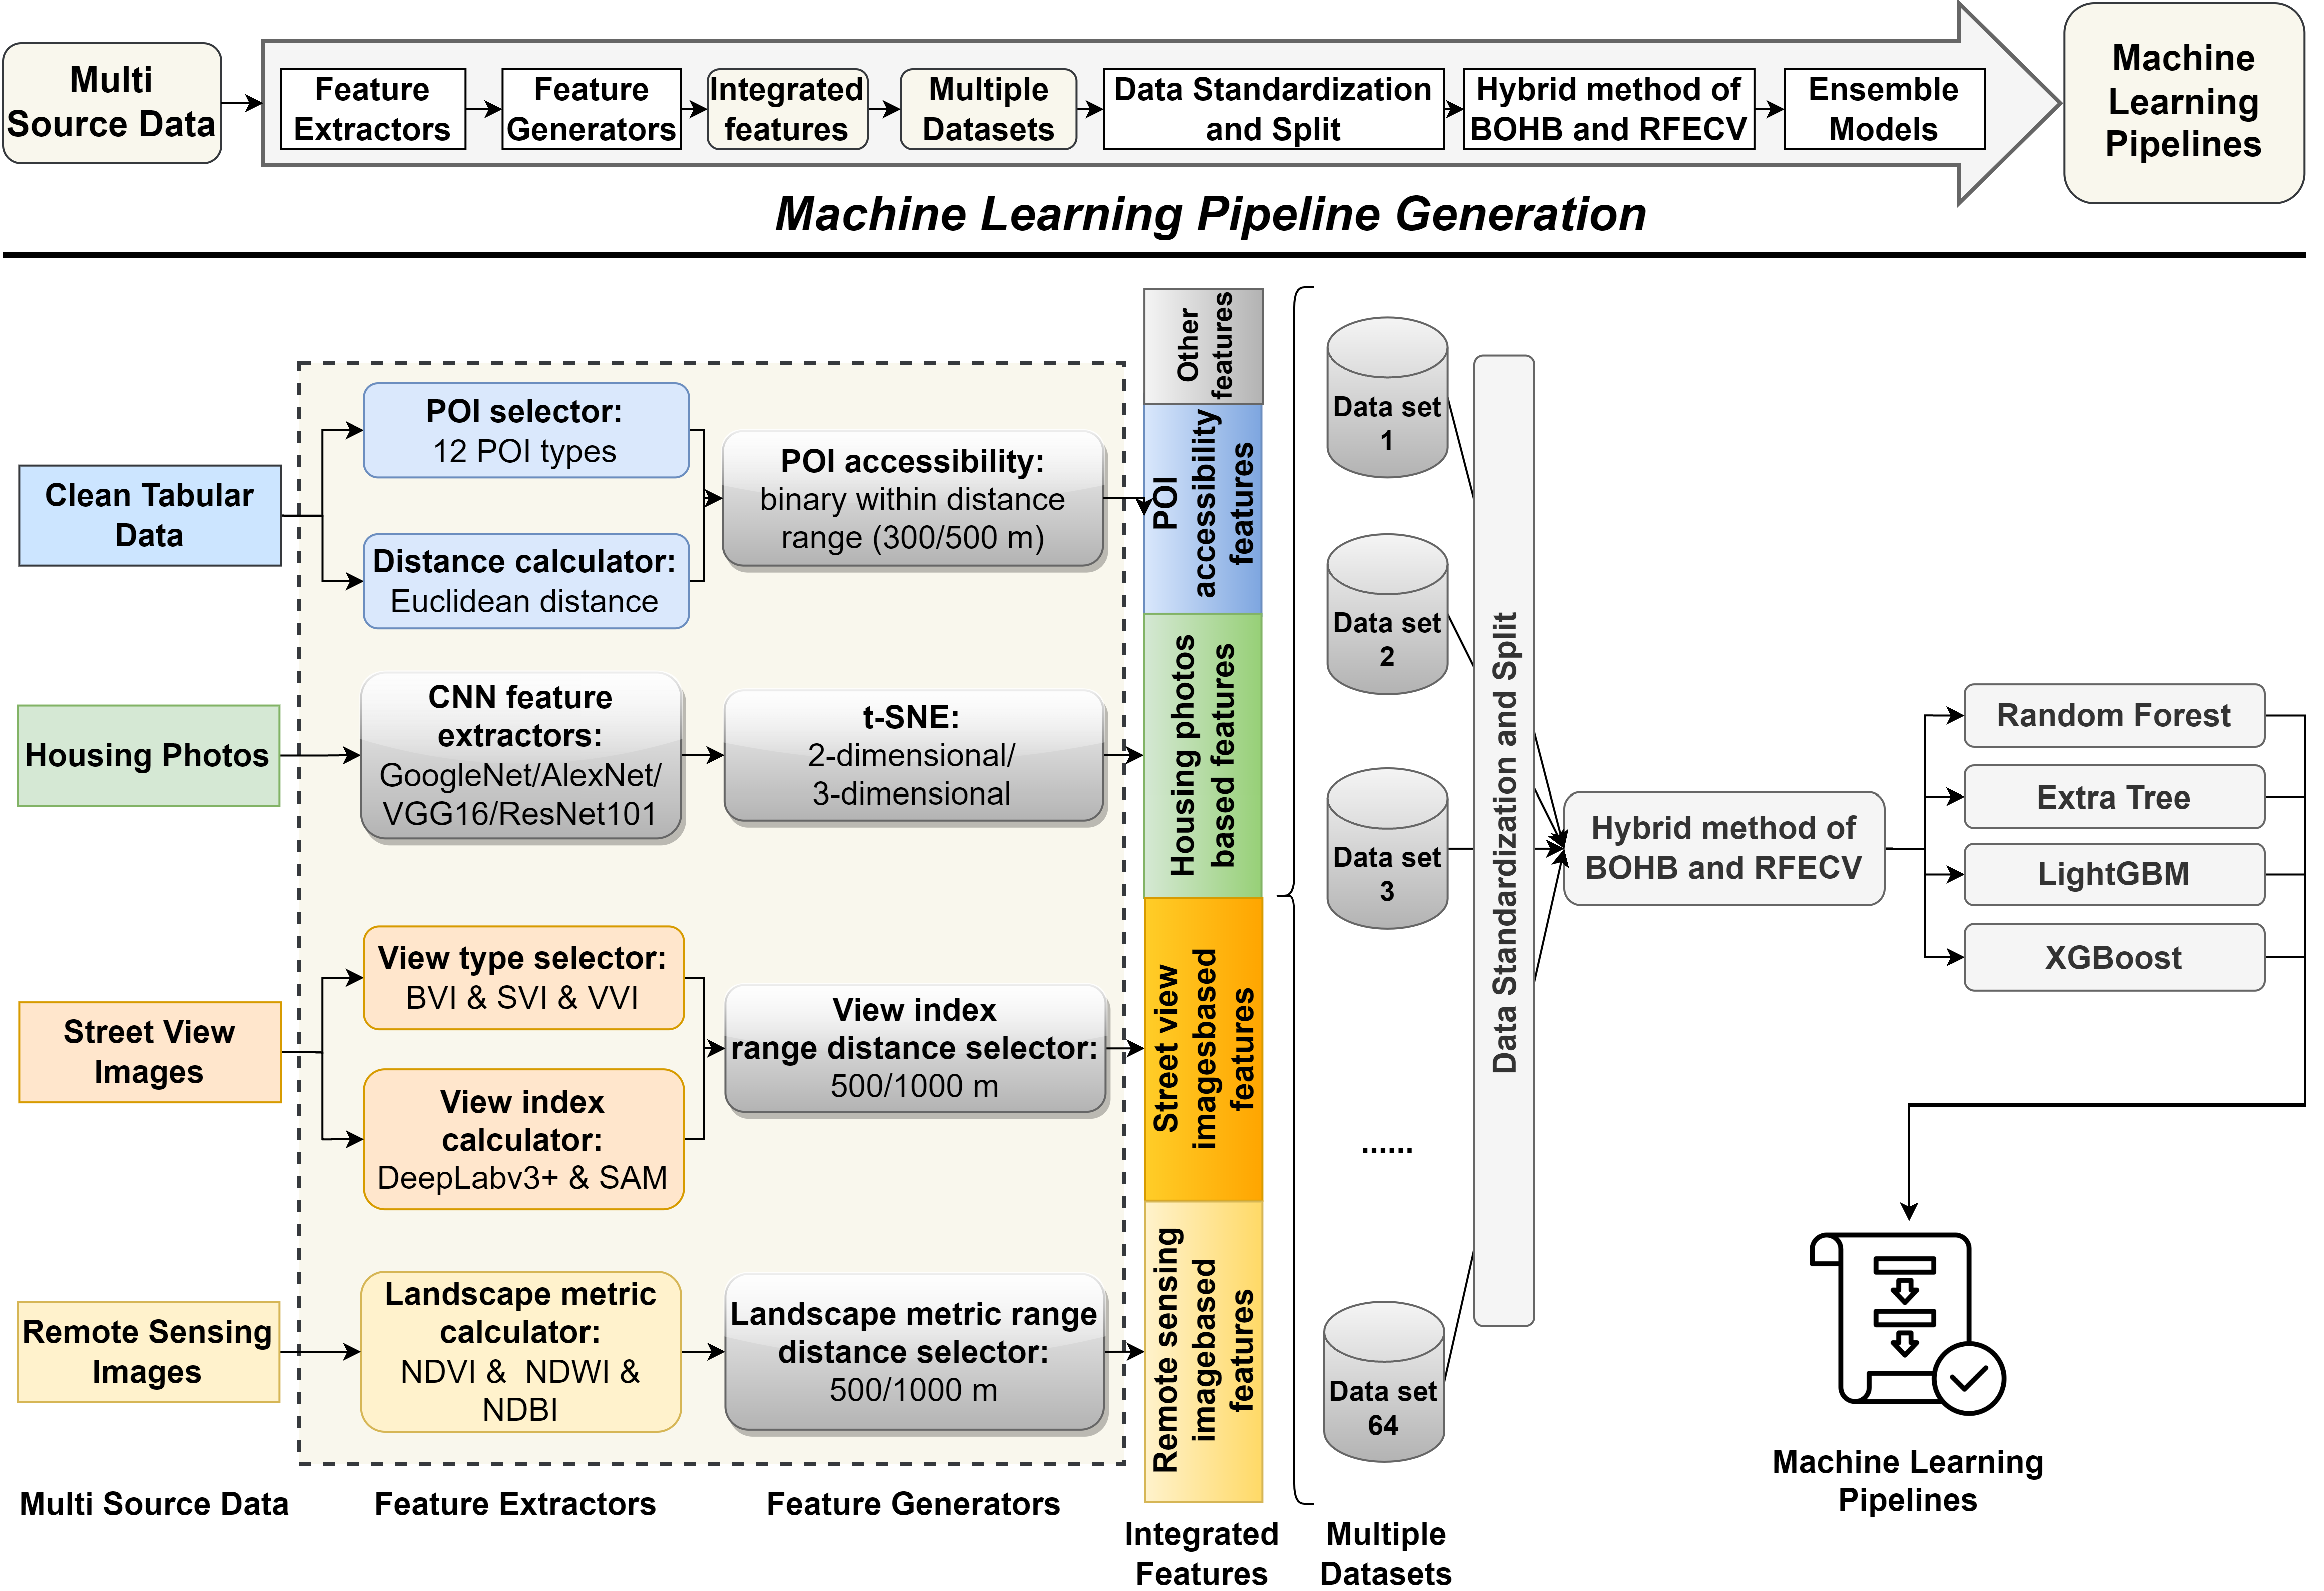 Multi
Source Data
Feature
Extractors
Feature
Generators
Integrated
features
Multiple
Datasets
Data Standardization
and Split
Hybrid method of
BOHB and RFECV
Ensemble
Models
Machine
Learning
Pipelines
Machine Learning Pipeline Generation
Clean Tabular
Data
Housing Photos
Street View
Images
Remote Sensing
Images
Multi Source Data
POI selector:
12 POI types
Distance calculator:
Euclidean distance
CNN feature
extractors:
GoogleNet/AlexNet/
VGG16/ResNet101
View type selector:
BVI & SVI & VVI
View index
calculator:
DeepLabv3+ & SAM
Landscape metric
calculator:
NDVI & NDWI &
NDBI
Feature Extractors
POI accessibility:
binary within distance
range (300/500 m)
t-SNE:
2-dimensional/
3-dimensional
View index
range distance selector:
500/1000 m
Landscape metric range
distance selector:
500/1000 m
Feature Generators
Other
features
POI
accessibility
features
Housing photos
based features
Street view
imagesbased
features
Remote sensing
imagebased
features
Integrated
Features
Data set
1
Data set
2
Data set
3
......
Data set
64
Multiple
Datasets
Data Standardization and Split
Hybrid method of
BOHB and RFECV
Random Forest
Extra Tree
LightGBM
XGBoost
Machine Learning
Pipelines